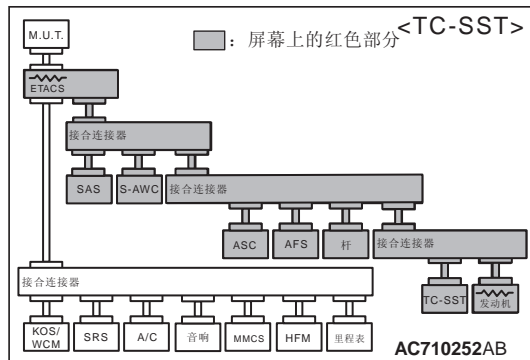 M.U.T.
：屏幕上的红色部分
<TC-SST>
ETACS
接合连接器
SAS
S-AWC
接合连接器
ASC
AFS
杆
接合连接器
TC-SST
发动机
接合连接器
KOS/
WCM
SRS
A/C
音响
MMCS
HFM
里程表
AC710252AB